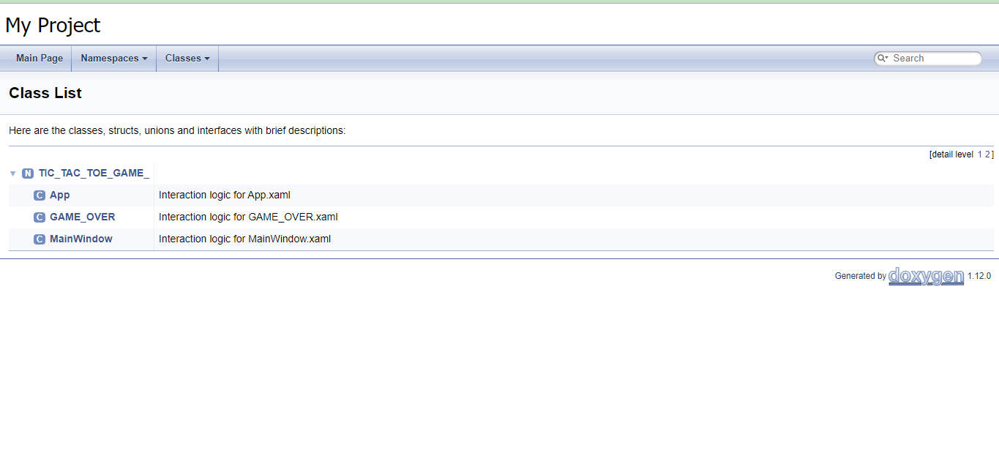 My Project
Main Page Namespaces Classes Search
Class List
Here are the classes, structs, unions and interfaces with brief descriptions:
[detail level 1 2]
N TIC_TAC_TOE_GAME_
C App Interaction logic for App.xaml
C GAME_OVER Interaction logic for GAME_OVER.xaml
C MainWindow Interaction logic for MainWindow.xaml
Generated by doxygen 1.12.0